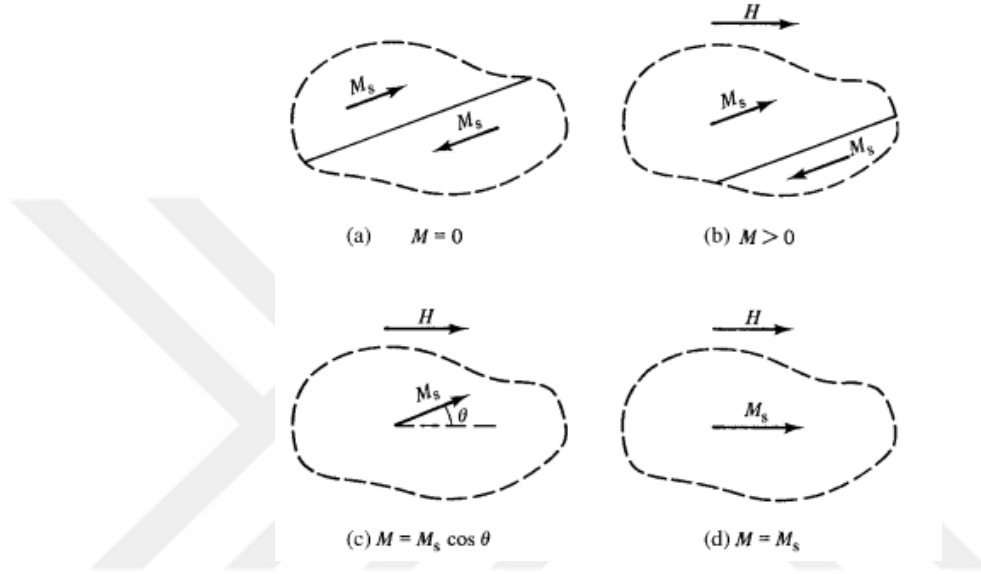 H
Mₛ
Mₛ
Mₛ
Mₛ
(a) M = 0
(b) M > 0
H
H
Mₛ
θ
Mₛ
(c) M = Mₛ cos θ
(d) M = Mₛ